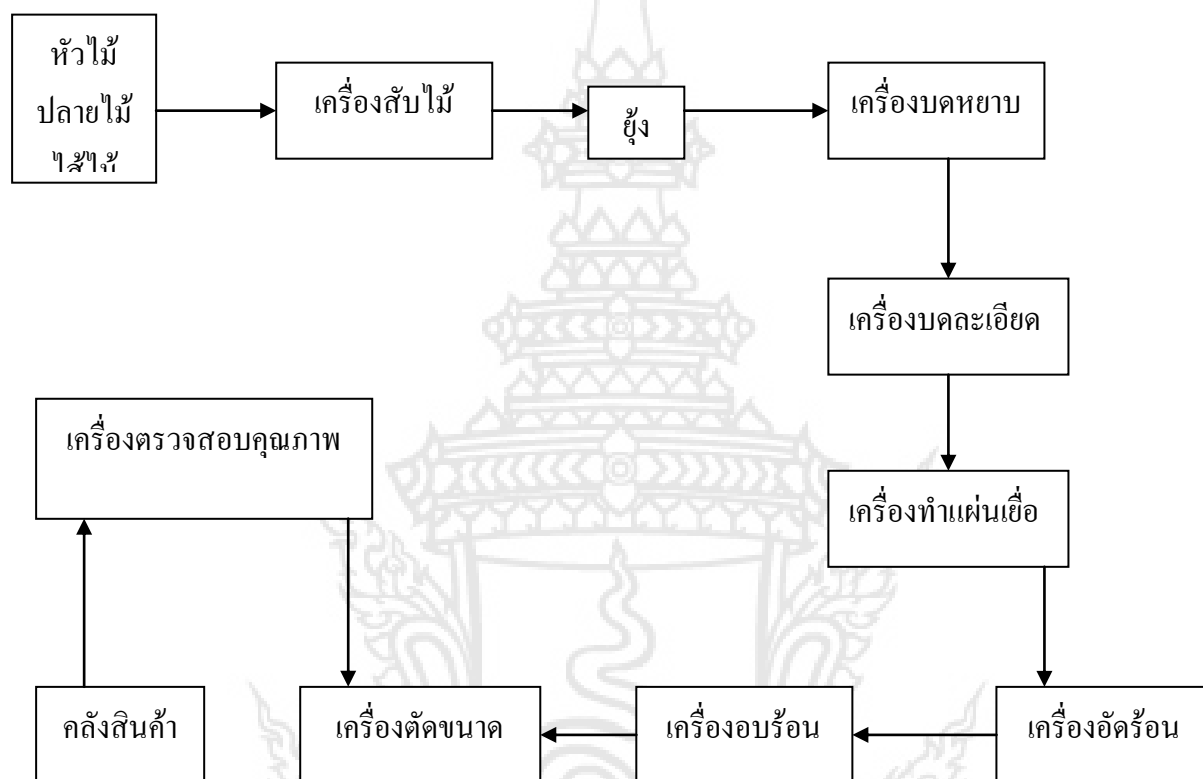 หัวไม้
ปลายไม้
ไส้ไม้
เครื่องสับไม้
ยุ้ง
เครื่องบดหยาบ
เครื่องบดละเอียด
เครื่องทำแผ่นเยื่อ
เครื่องตรวจสอบคุณภาพ
คลังสินค้า
เครื่องตัดขนาด
เครื่องอบร้อน
เครื่องอัดร้อน